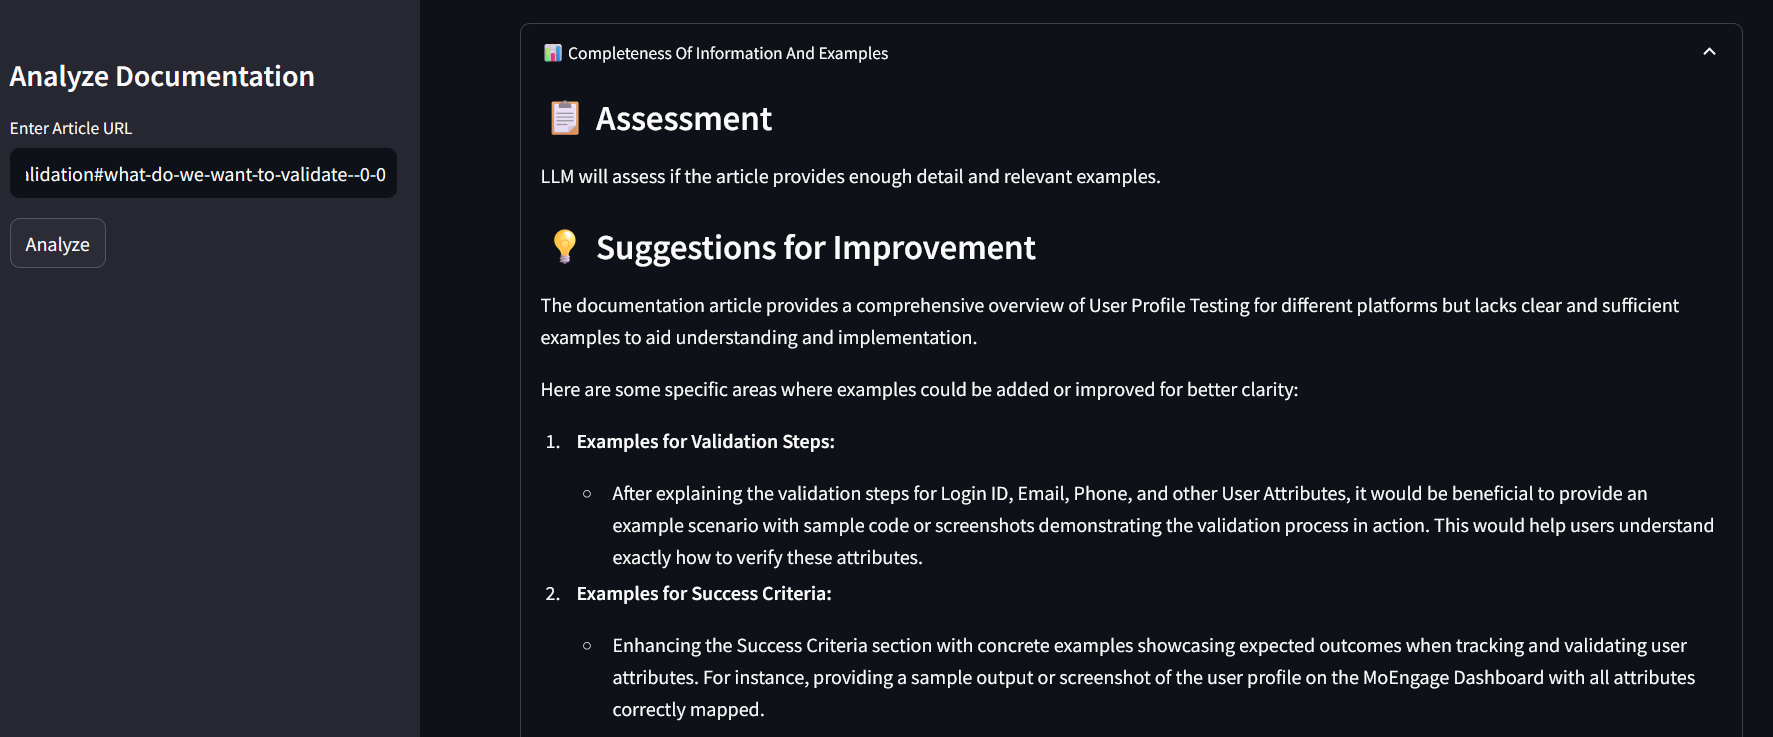 Analyze Documentation
Enter Article URL
alidation#what-do-we-want-to-validate--0-0
Analyze
Completeness Of Information And Examples
Assessment
LLM will assess if the article provides enough detail and relevant examples.
Suggestions for Improvement
The documentation article provides a comprehensive overview of User Profile Testing for different platforms but lacks clear and sufficient
examples to aid understanding and implementation.
Here are some specific areas where examples could be added or improved for better clarity:
1. Examples for Validation Steps:
○ After explaining the validation steps for Login ID, Email, Phone, and other User Attributes, it would be beneficial to provide an
example scenario with sample code or screenshots demonstrating the validation process in action. This would help users understand
exactly how to verify these attributes.
2. Examples for Success Criteria:
○ Enhancing the Success Criteria section with concrete examples showcasing expected outcomes when tracking and validating user
attributes. For instance, providing a sample output or screenshot of the user profile on the MoEngage Dashboard with all attributes
correctly mapped.